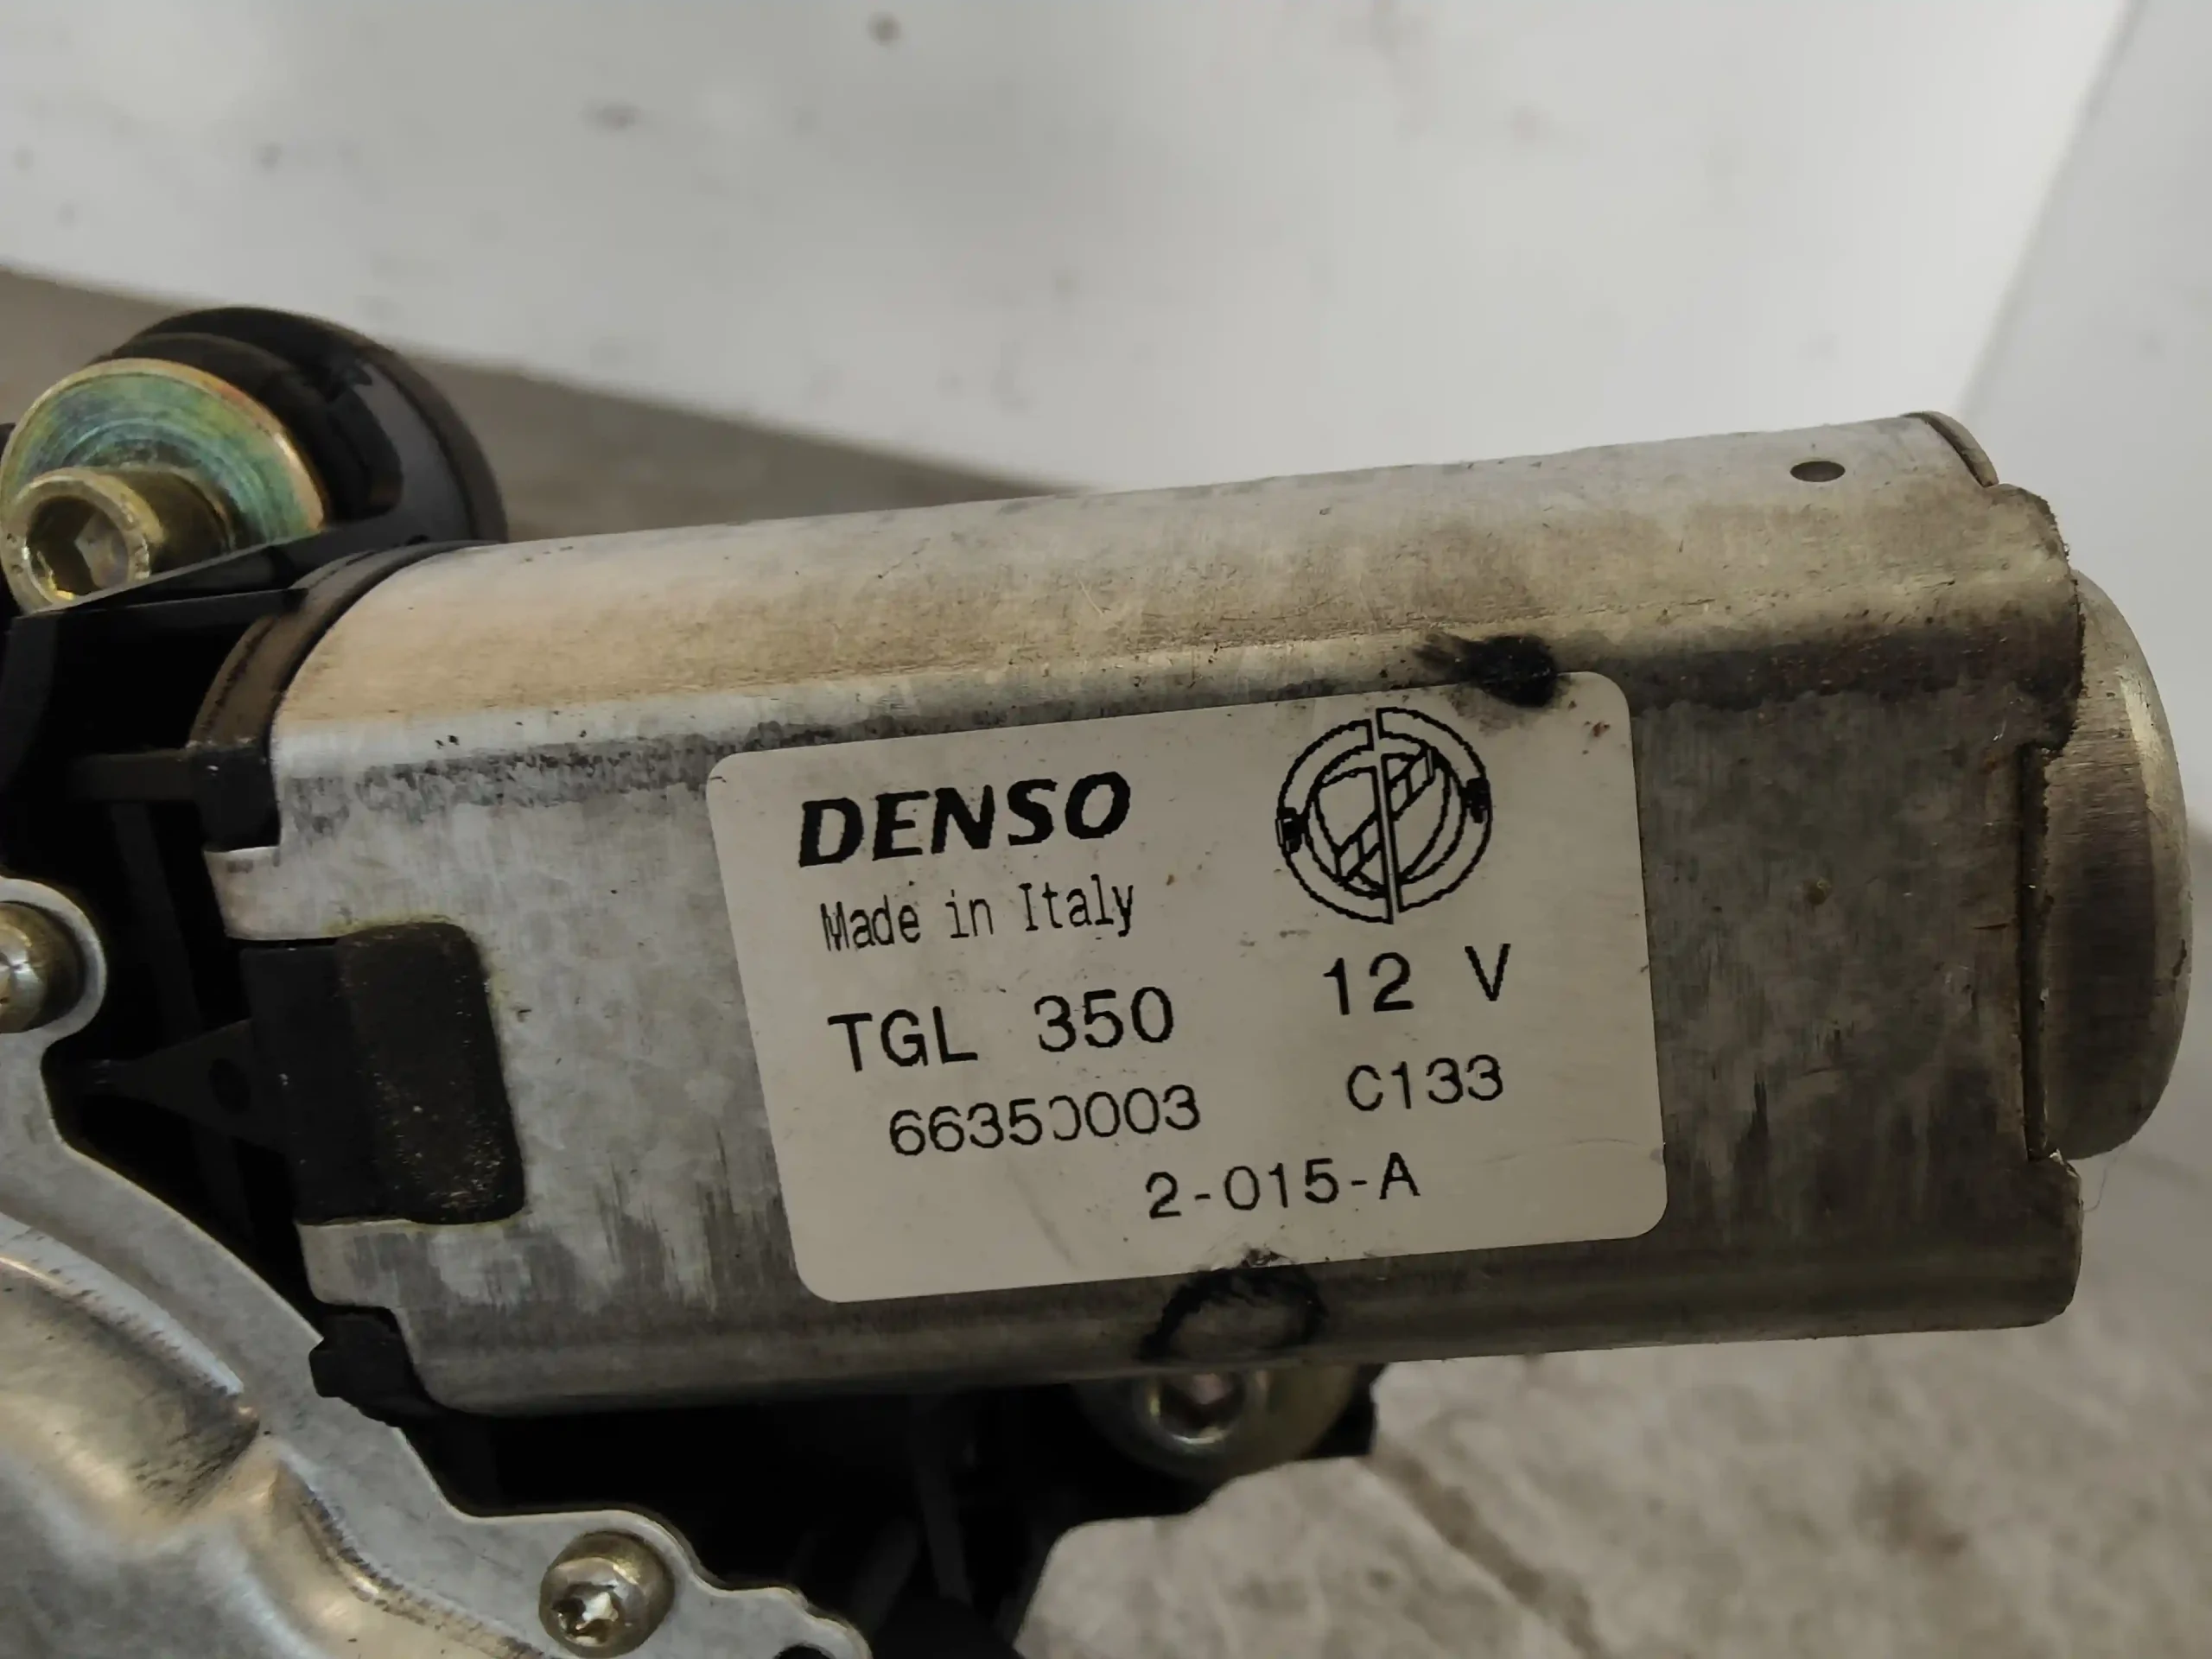 DENSO
Made in Italy
TGL 350 12 V
66350003 C133
2-015-A